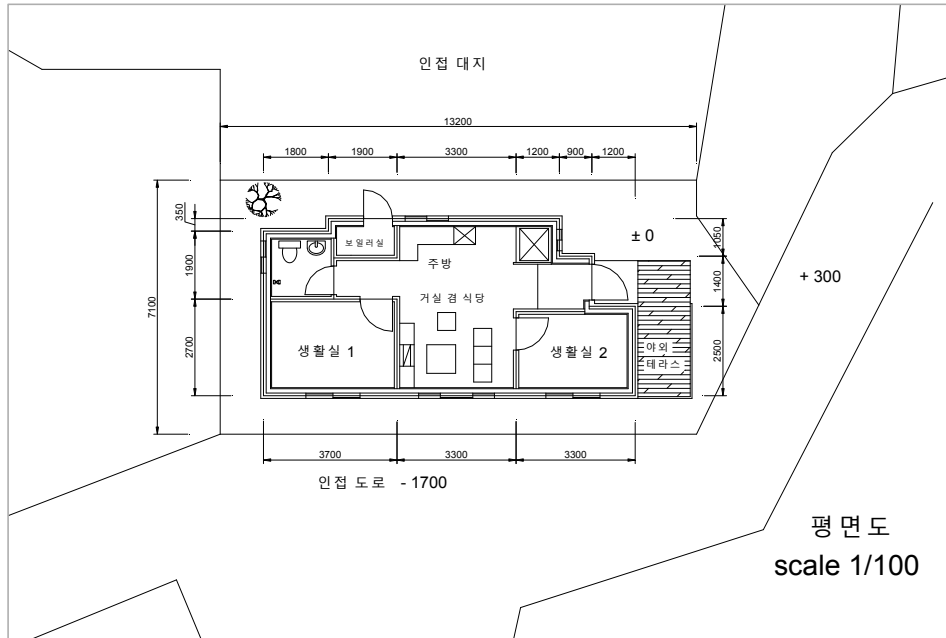 인접 대지
13200
1800
1900
3300
1200
900
1200
350
1900
2700
7100
보일러실
주방
± 0
1050
1400
2500
+ 300
거실 겸 식당
생활실 1
생활실 2
야외
테라스
3700
3300
3300
인접 도로 - 1700
평면도
scale 1/100